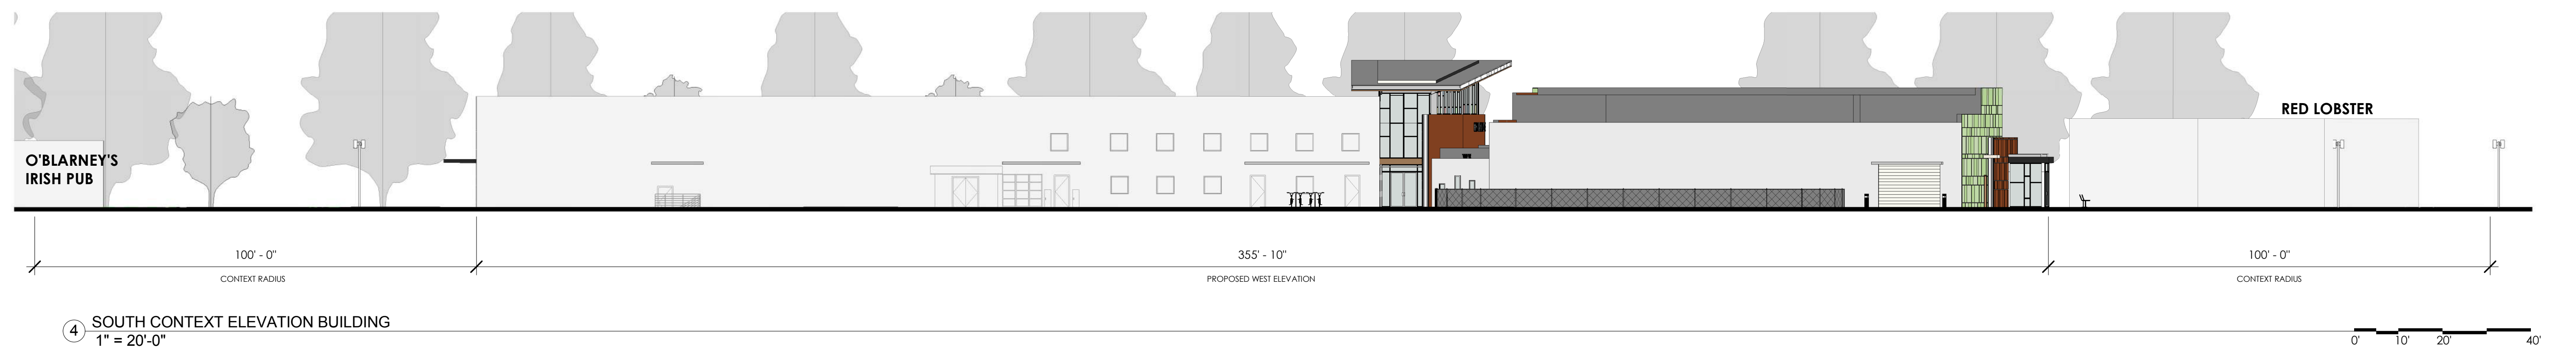 O'BLARNEY'S
IRISH PUB
RED LOBSTER
100' - 0"
355' - 10"
100' - 0"
CONTEXT RADIUS
PROPOSED WEST ELEVATION
CONTEXT RADIUS
4
SOUTH CONTEXT ELEVATION BUILDING
1" = 20'-0"
0' 10' 20' 40'